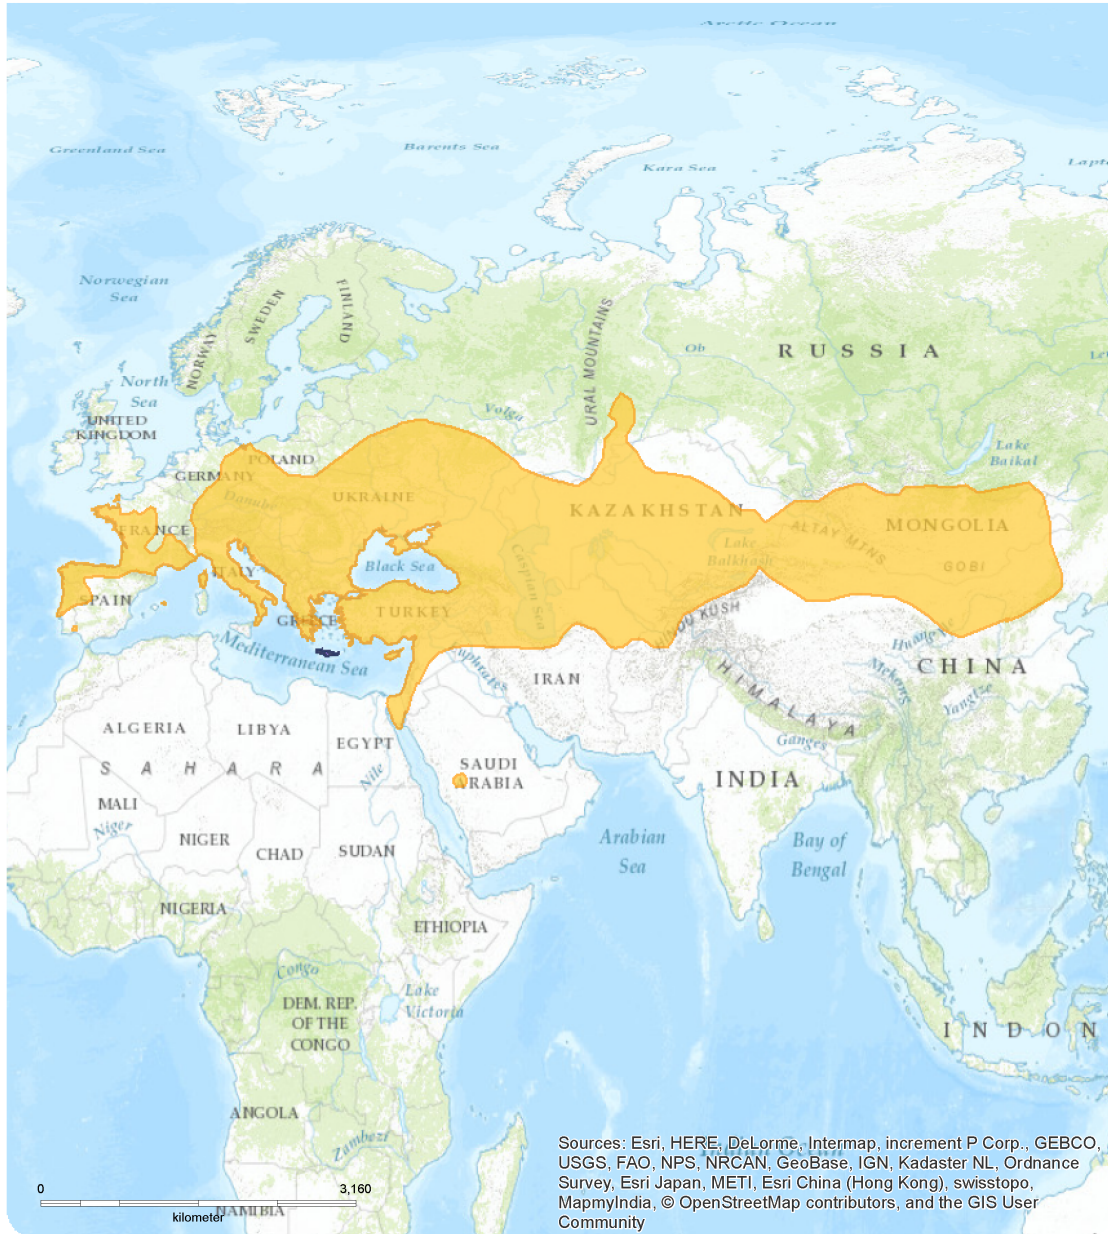 Arctic Ocean
Greenland Sea
Barents Sea
Kara Sea
Norwegian
Sea
FINLAND
SWEDEN
NORWAY
URAL MOUNTAINS
Ob
RUSSIA
North
Sea
UNITED
KINGDOM
Volga
Lake
Baikal
POLAND
GERMANY
Danube
UKRAINE
FRANCE
KAZAKHSTAN
ALTAY MTNS
MONGOLIA
GOBI
Lake
Balkhash
Caspian Sea
Black Sea
ITALY
SPAIN
GREECE
TURKEY
HINDU KUSH
Huang He
Mediterranean Sea
Euphrates
IRAN
CHINA
Mekong
Yangtze
HIMALAYA
ALGERIA
LIBYA
EGYPT
Ganges
SAHARA
Nile
SAUDI
ARABIA
INDIA
MALI
Niger
NIGER
CHAD
SUDAN
Arabian
Sea
Bay of
Bengal
NIGERIA
ETHIOPIA
Congo
Lake
Victoria
DEM. REP.
OF THE
CONGO
INDON
ANGOLA
Zambezi
Indian Ocean
NAMIBIA
0 3,160
kilometer
Sources: Esri, HERE, DeLorme, Intermap, increment P Corp., GEBCO,
USGS, FAO, NPS, NRCAN, GeoBase, IGN, Kadaster NL, Ordnance
Survey, Esri Japan, METI, Esri China (Hong Kong), swisstopo,
MapmyIndia, © OpenStreetMap contributors, and the GIS User
Community